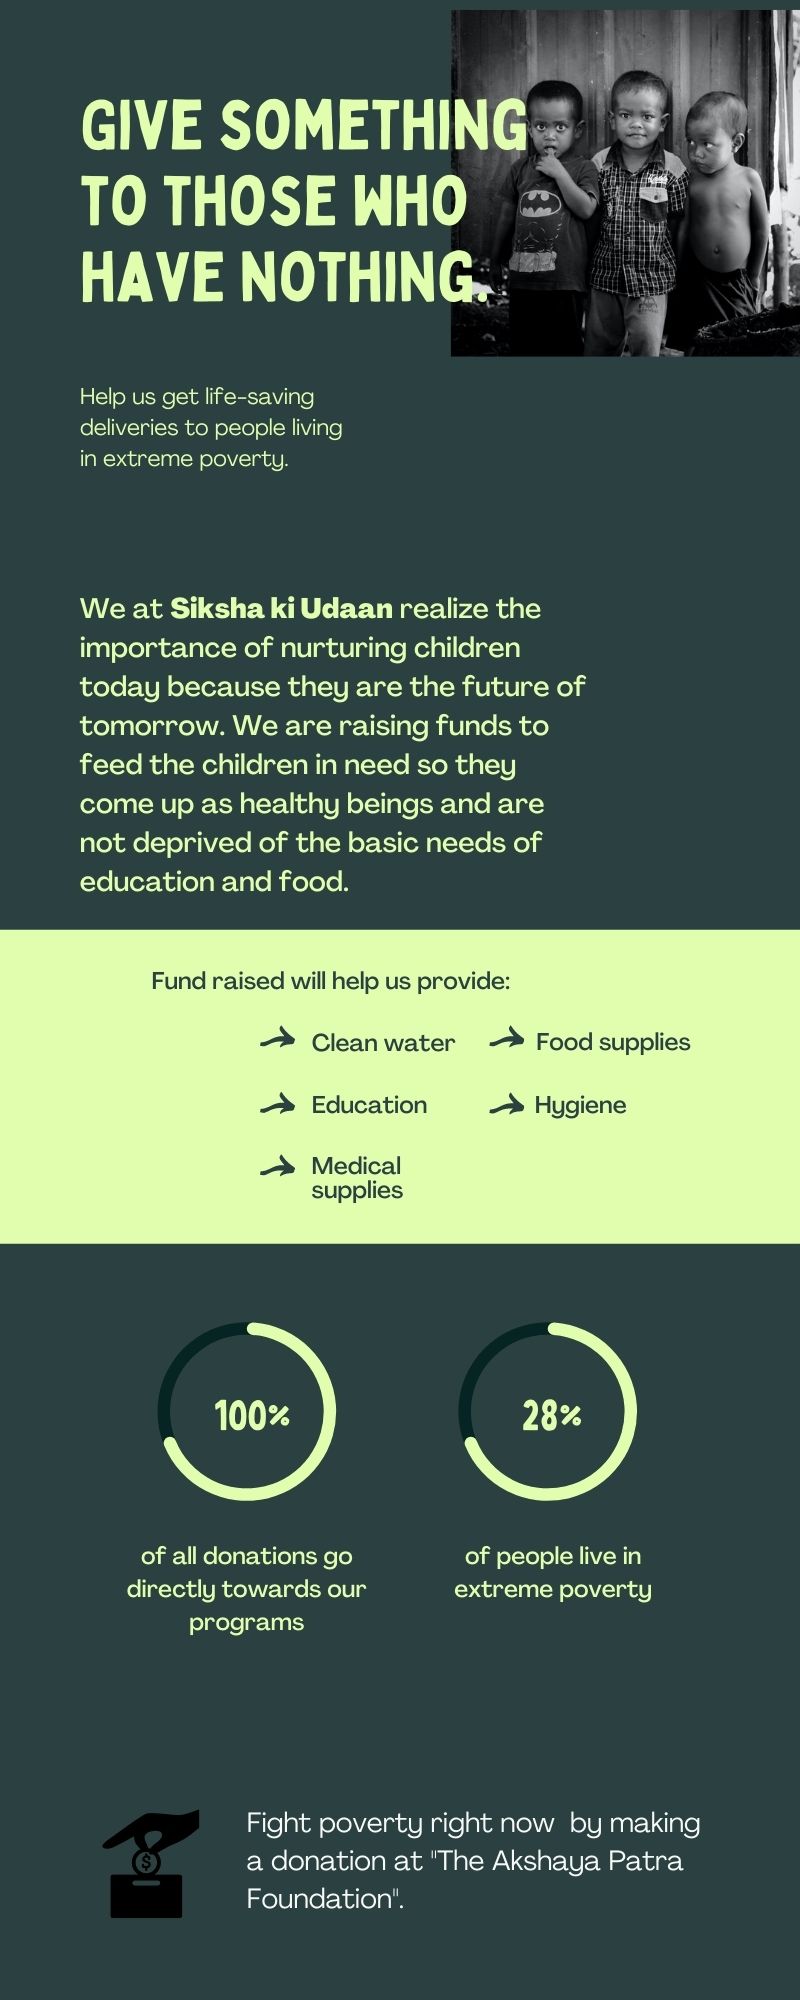 GIVE SOMETHING
TO THOSE WHO
HAVE NOTHING.
Help us get life-saving
deliveries to people living
in extreme poverty.
We at Siksha ki Udaan realize the
importance of nurturing children
today because they are the future of
tomorrow. We are raising funds to
feed the children in need so they
come up as healthy beings and are
not deprived of the basic needs of
education and food.
Fund raised will help us provide:
Clean water
Food supplies
Education
Hygiene
Medical
supplies
100%
of all donations go
directly towards our
programs
28%
of people live in
extreme poverty
$
Fight poverty right now  by making
a donation at "The Akshaya Patra
Foundation".